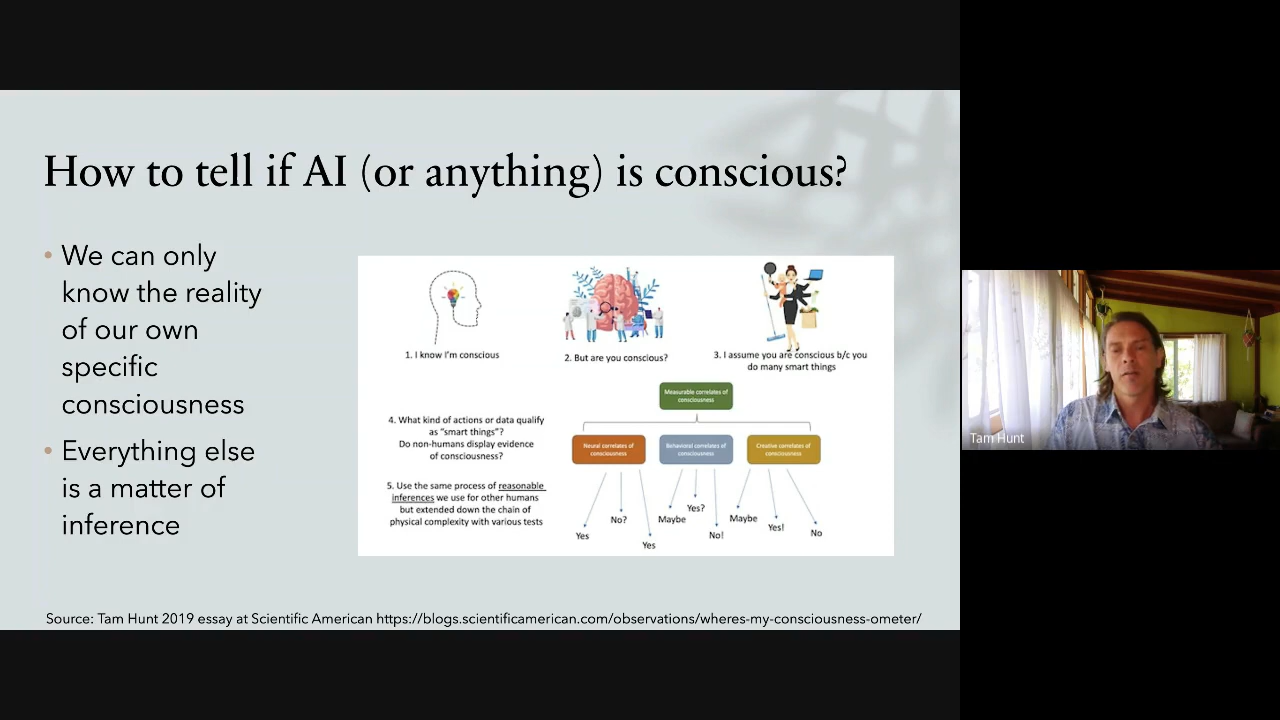 How to tell if AI (or anything) is conscious?
• We can only
know the reality
of our own
specific
consciousness
• Everything else
is a matter of
inference
1. I know I'm conscious
2. But are you conscious?
3. I assume you are conscious b/c you
do many smart things
4. What kind of actions or data qualify
as "smart things"?
Do non-humans display evidence
of consciousness?
5. Use the same process of reasonable
inferences we use for other humans
but extended down the chain of
physical complexity with various tests
Measurable correlates of
consciousness
Neural correlates of
consciousness
Behavioral correlates of
consciousness
Creative correlates of
consciousness
Yes
No?
Yes
Maybe
Yes?
No!
Maybe
Yes!
No
Source: Tam Hunt 2019 essay at Scientific American https://blogs.scientificamerican.com/observations/wheres-my-consciousness-ometer/
Tam Hunt